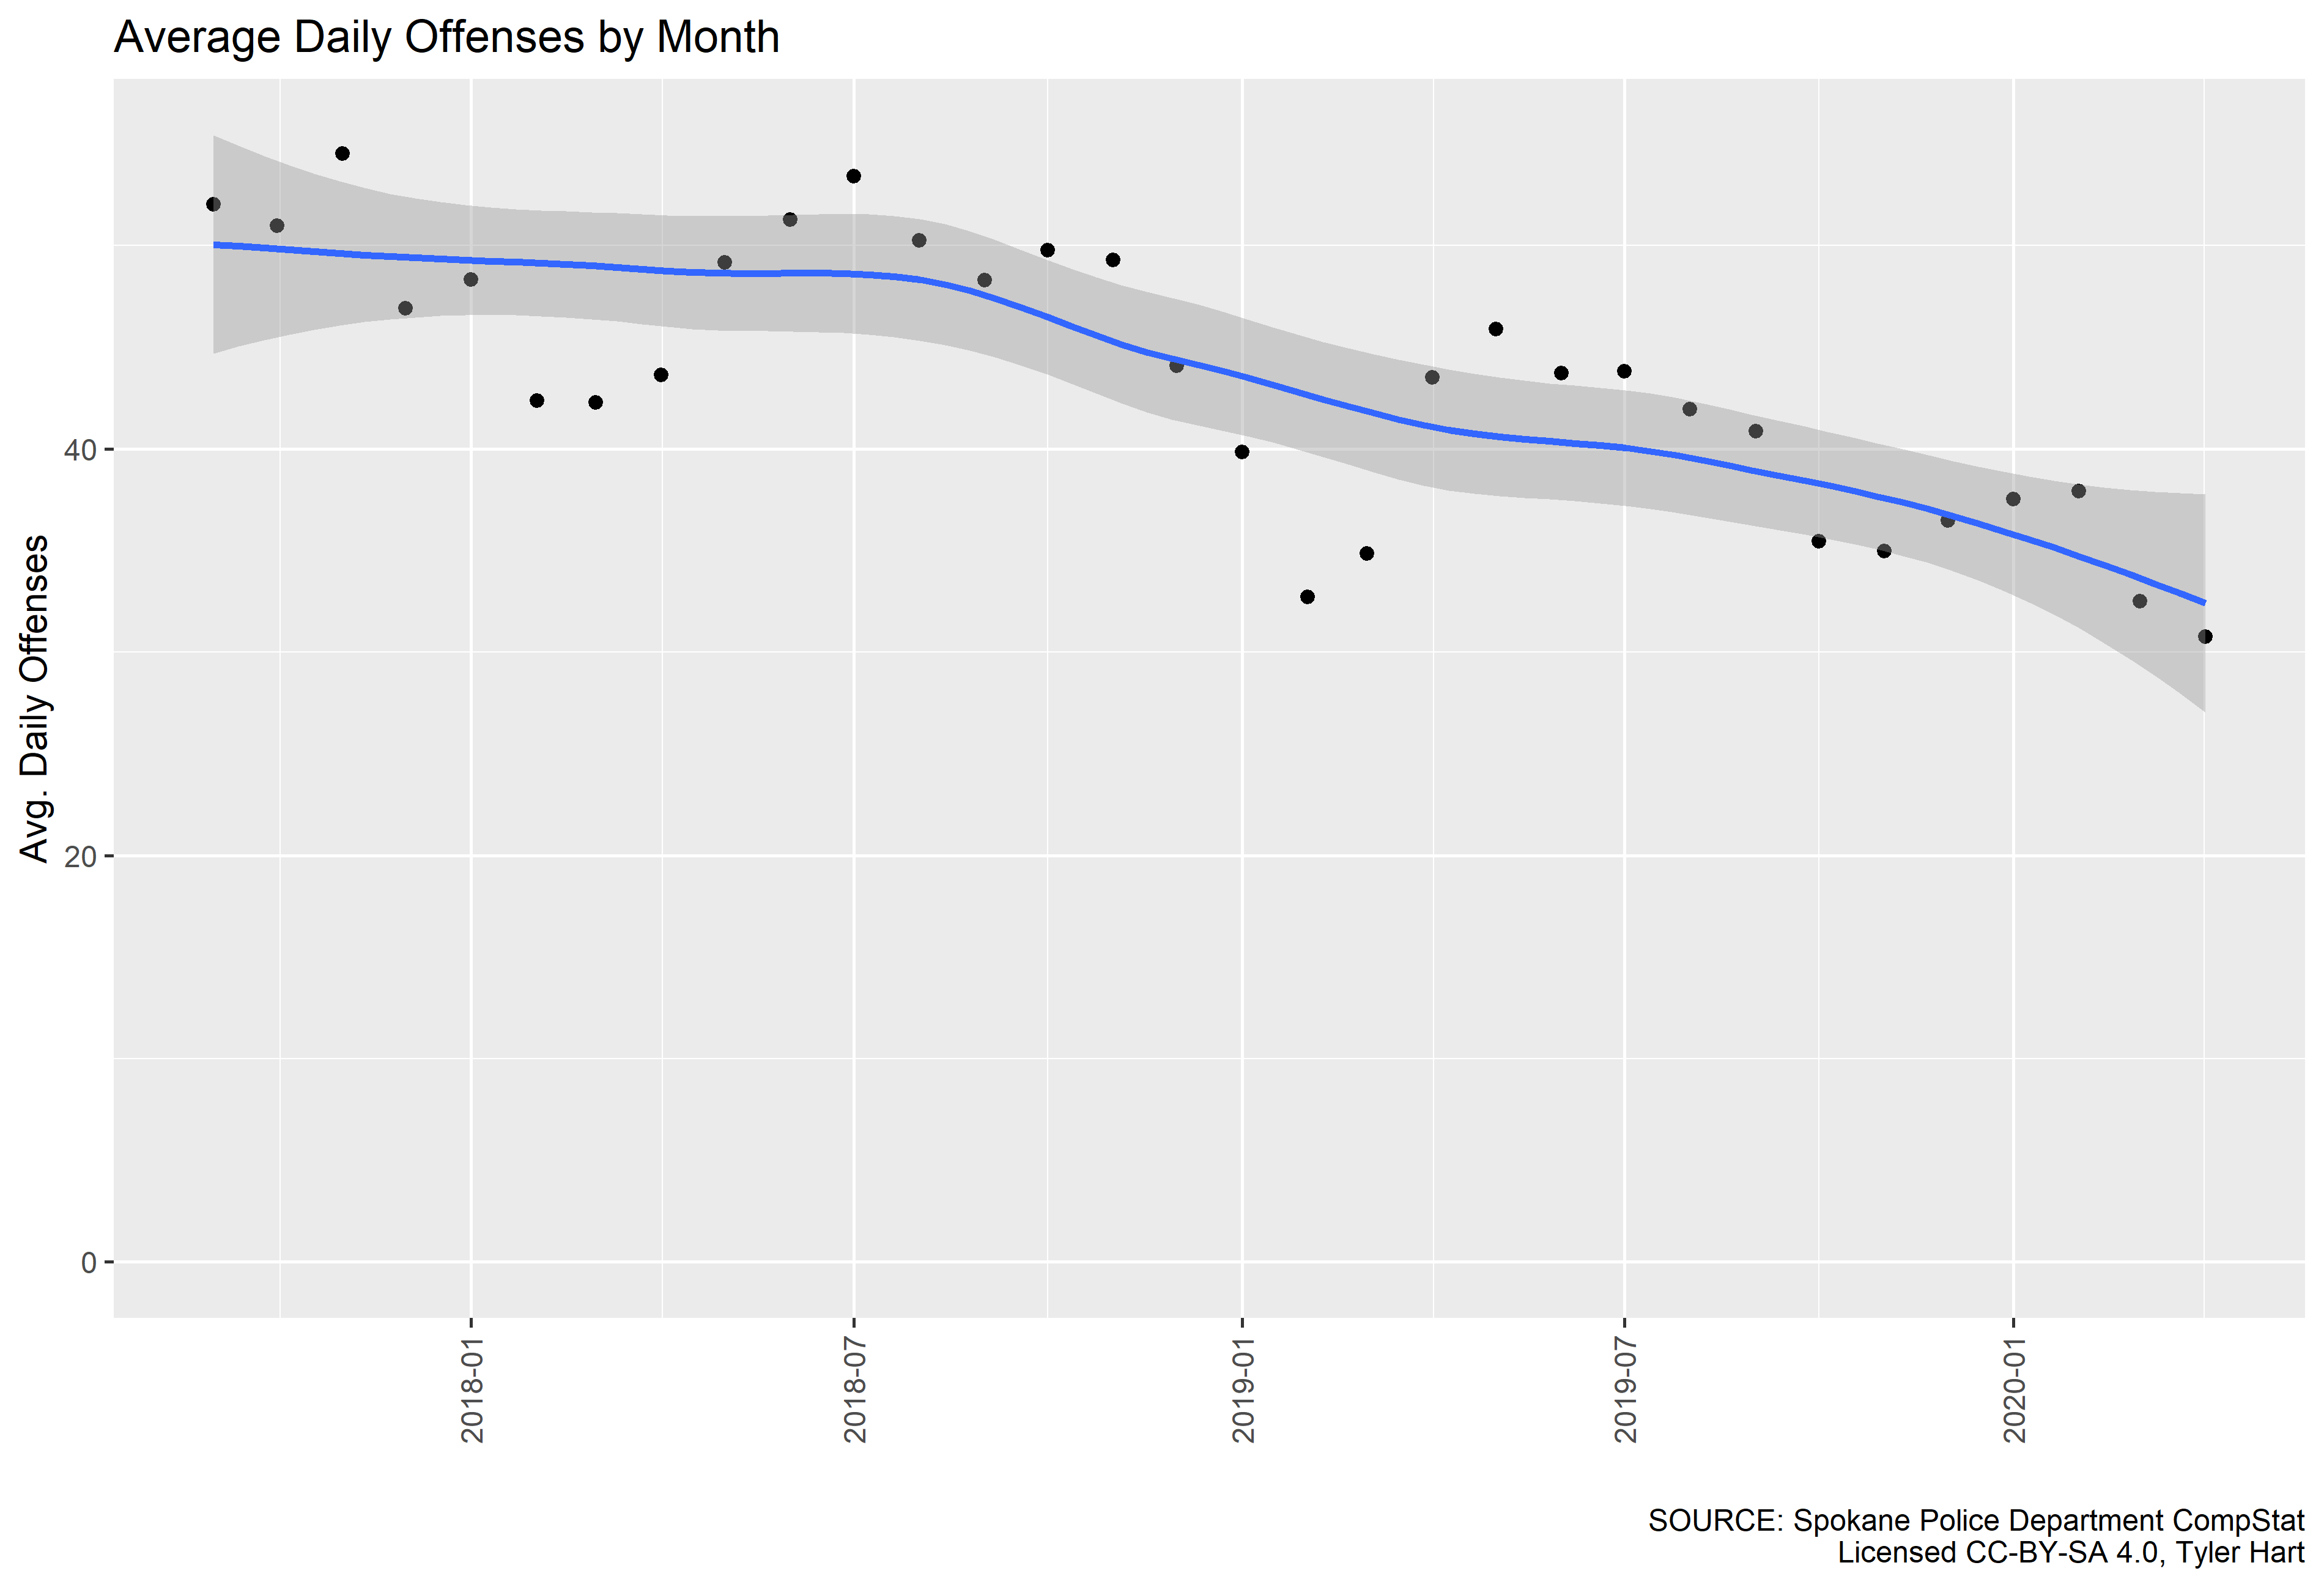 Average Daily Offenses by Month
Avg. Daily Offenses
40
20
0
2018-01
2018-07
2019-01
2019-07
2020-01
SOURCE: Spokane Police Department CompStat
Licensed CC-BY-SA 4.0, Tyler Hart